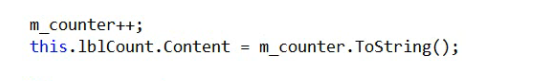 m_counter++;
this.lblCount.Content = m_counter.ToString();